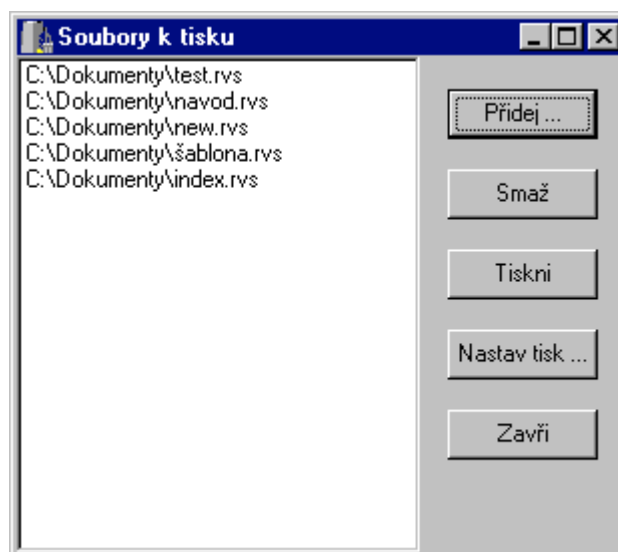 Soubory k tisku
C:\Dokumenty\test.rvs
C:\Dokumenty\navod.rvs
C:\Dokumenty\new.rvs
C:\Dokumenty\šablona.rvs
C:\Dokumenty\index.rvs
Přidej ...
Smaž
Tiskni
Nastav tisk ...
Zavři